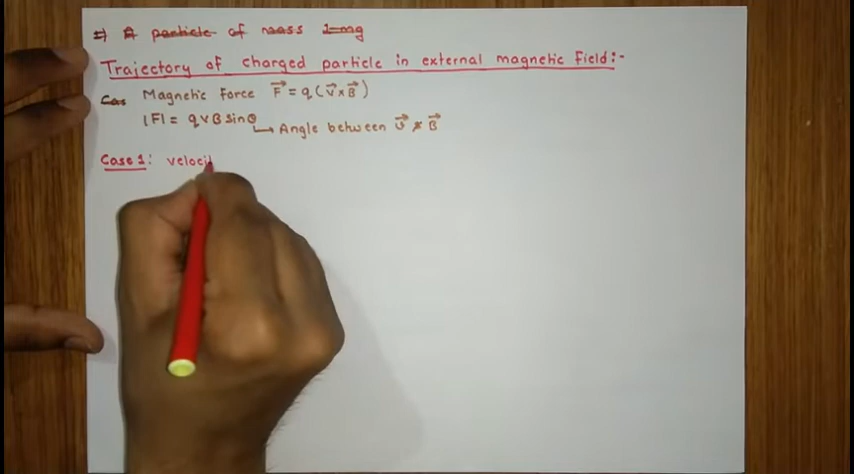 ⇒ A particle of mass 1 mg
Trajectory of charged particle in external magnetic field:-
Cas Magnetic Force F⃗ = q(v⃗ × B⃗)
|F| = qvB sinθ
↳ Angle between v⃗ & B⃗
Case 1: veloci